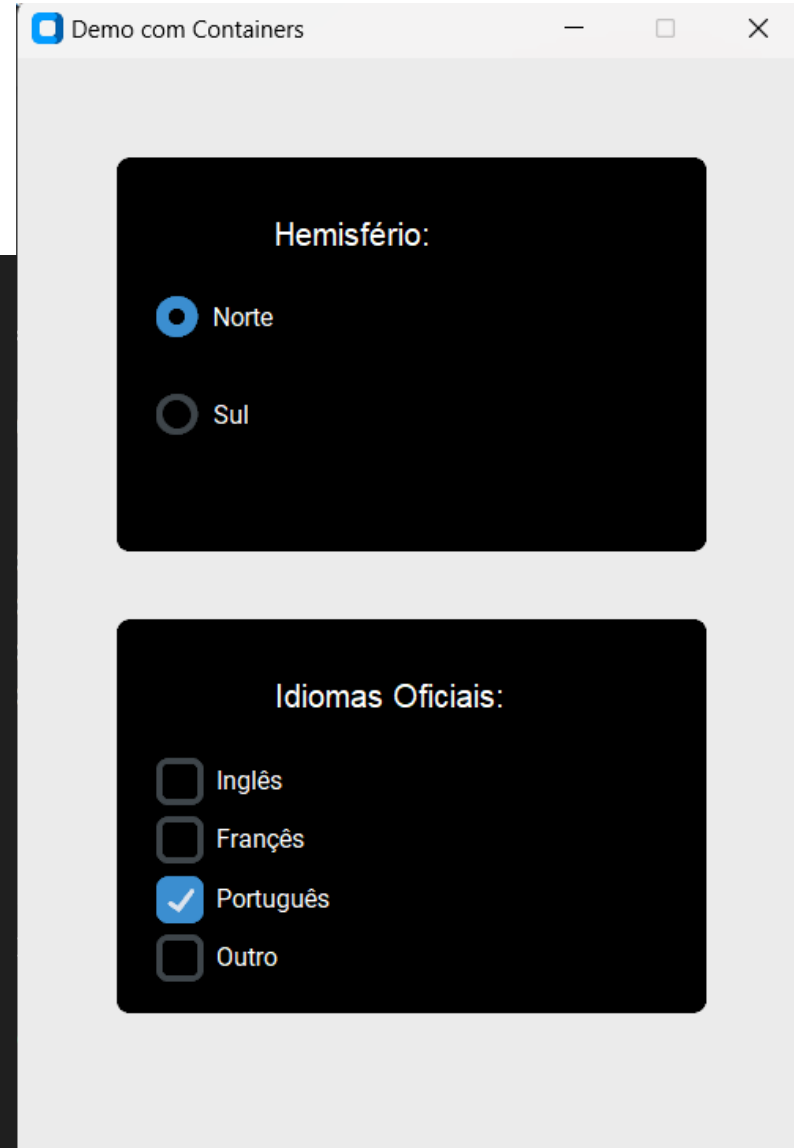 Demo com Containers
Hemisfério:
Norte
Sul
Idiomas Oficiais:
Inglês
Françês
Português
Outro